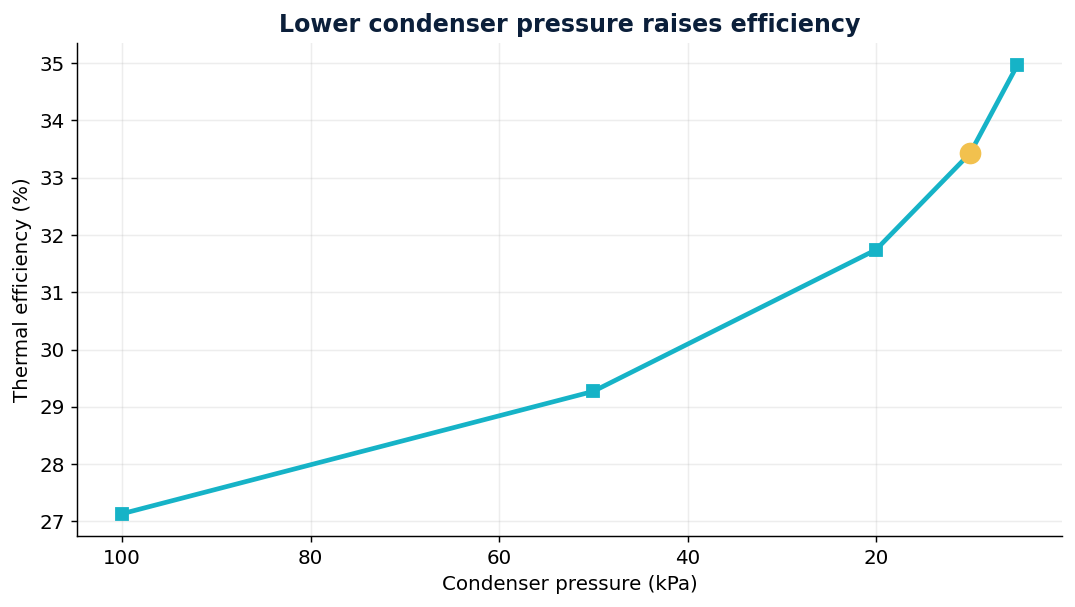 Lower condenser pressure raises efficiency
Thermal efficiency (%)
35
34
33
32
31
30
29
28
27
100 80 60 40 20
Condenser pressure (kPa)